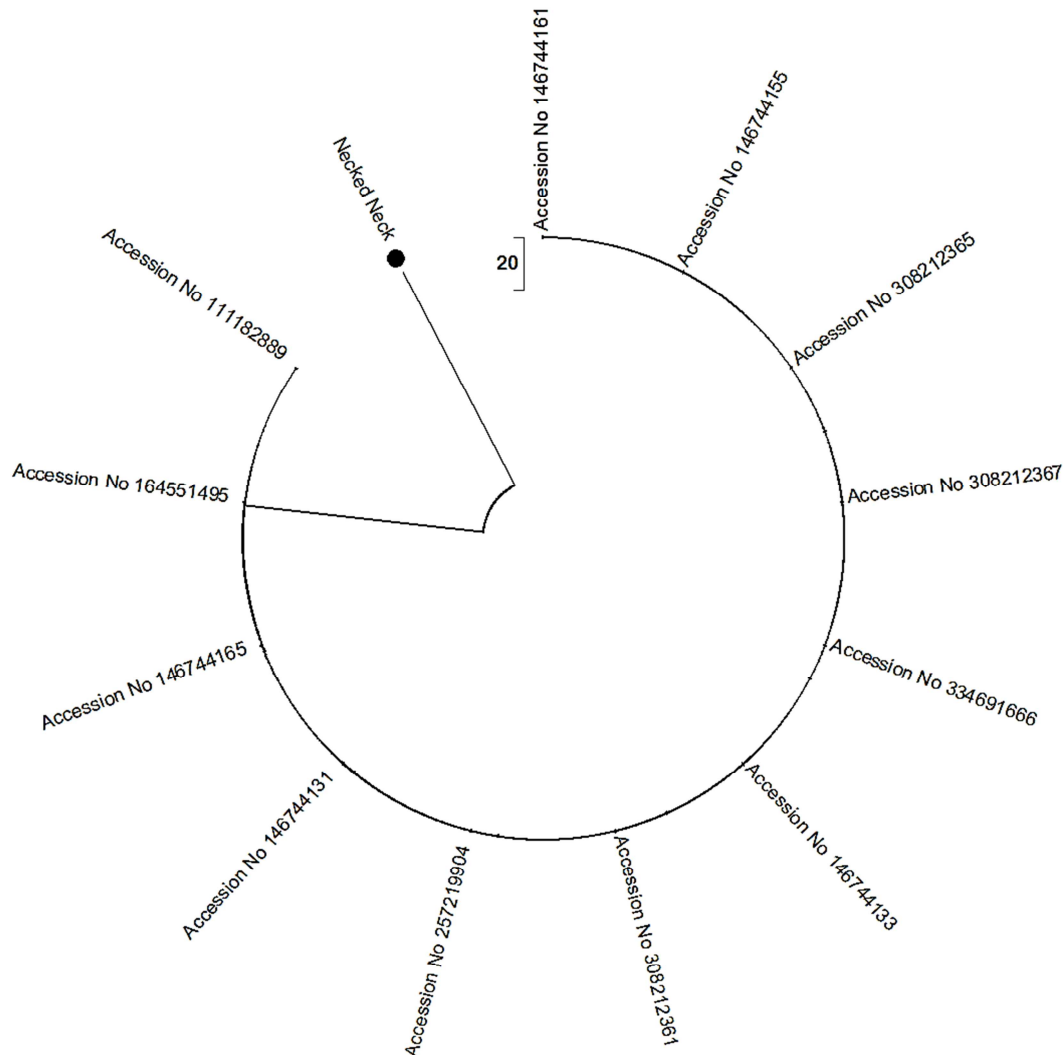 Accession No 146744161
Accession No 146744155
Accession No 308212365
Accession No 308212367
Accession No 334691666
Accession No 146744133
Accession No 308212361
Accession No 257219904
Accession No 146744131
Accession No 146744165
Accession No 164551495
Accession No 111182889
Necked Neck
20